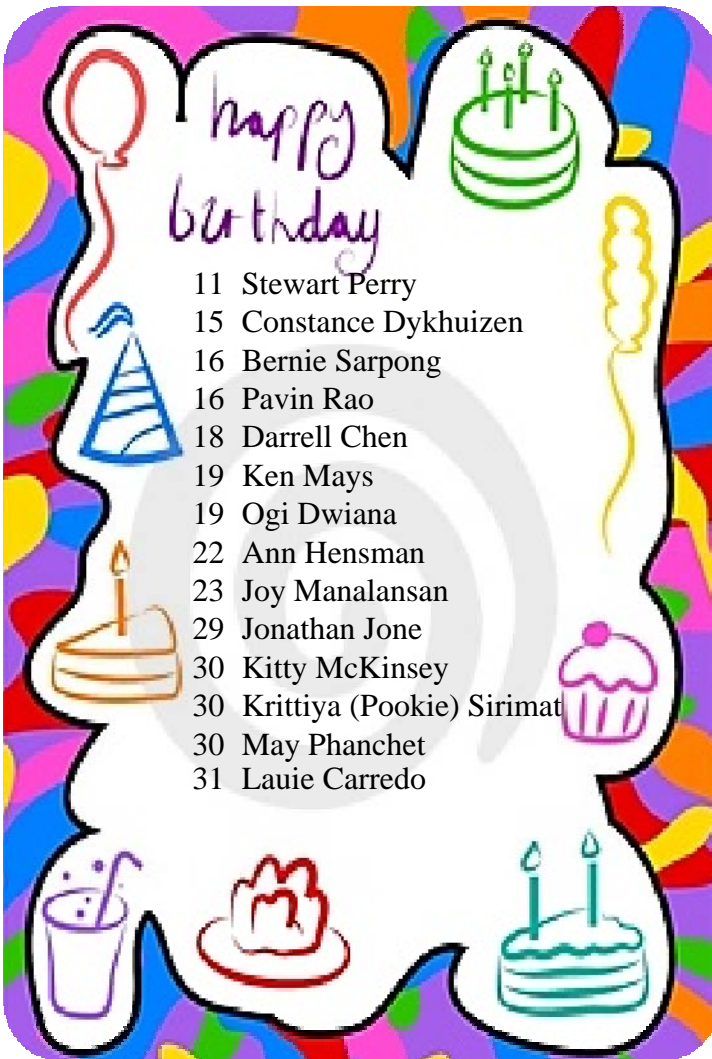 happy
birthday
11 Stewart Perry
15 Constance Dykhuizen
16 Bernie Sarpong
16 Pavin Rao
18 Darrell Chen
19 Ken Mays
19 Ogi Dwiana
22 Ann Hensman
23 Joy Manalansan
29 Jonathan Jone
30 Kitty McKinsey
30 Krittiya (Pookie) Sirimat
30 May Phanchet
31 Lauie Carredo